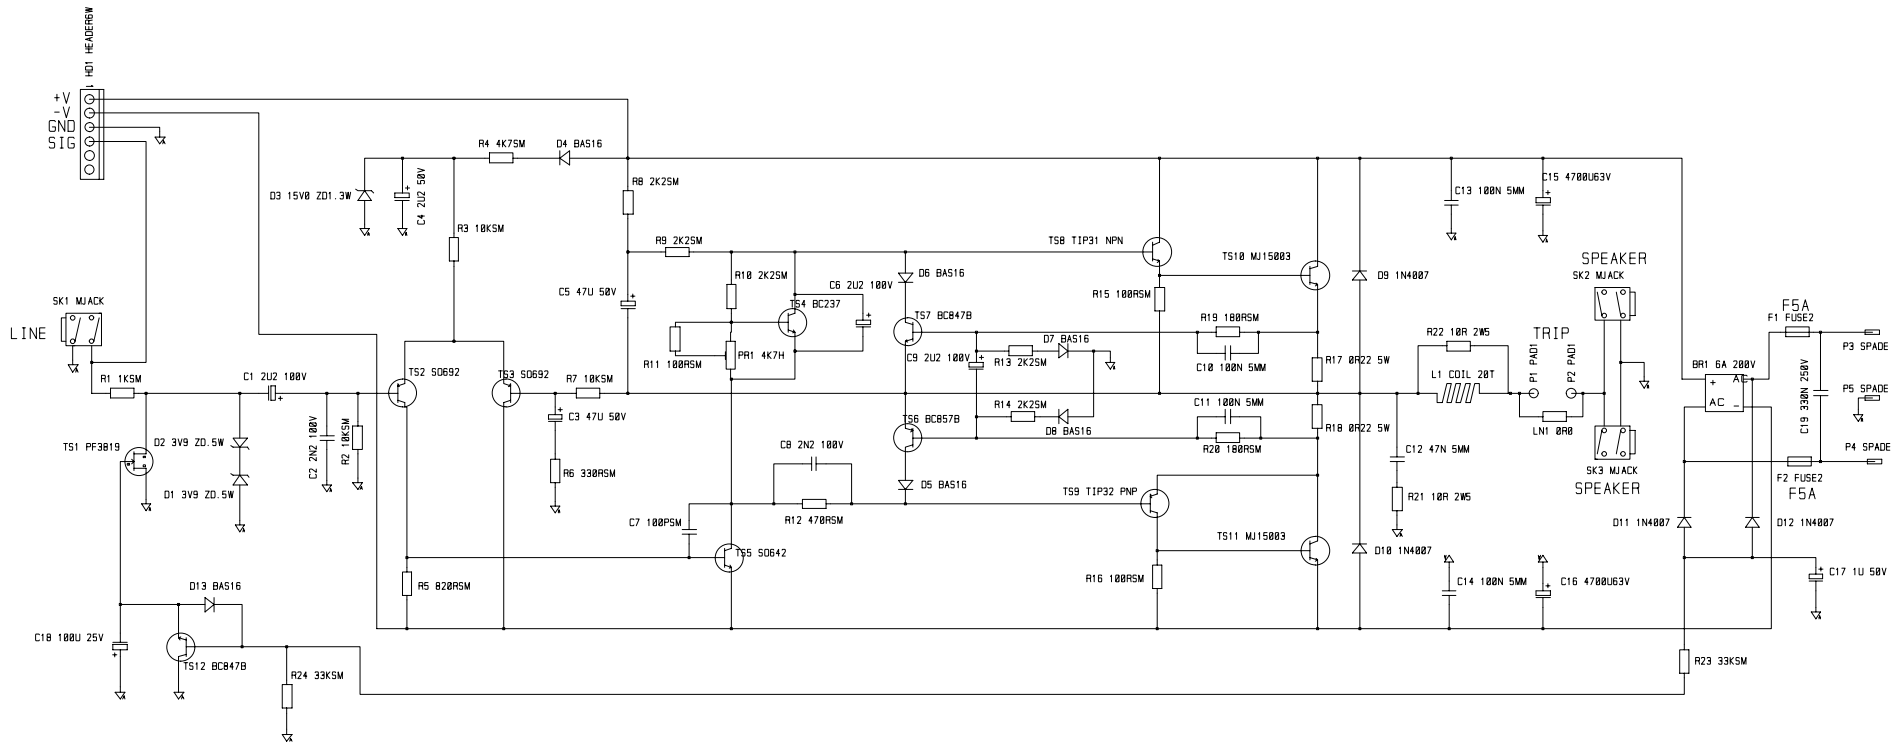 HD1 HEADER6W
1
+V
-V
GND
SIG
R4 4K7SM
D4 BAS16
D3 15V0 ZD1.3W
C4 2U2 50V
R8 2K2SM
C13 100N 5MM
C15 4700U63V
R3 10KSM
R9 2K2SM
TS8 TIP31 NPN
TS10 MJ15003
SPEAKER
SK2 MJACK
R10 2K2SM
D6 BAS16
D9 1N4007
C6 2U2 100V
C5 47U 50V
R15 100RSM
SK1 MJACK
TS4 BC237
F5A
F1 FUSE2
LINE
TS7 BC847B
R19 180RSM
R22 10R 2W5
TRIP
P3 SPADE
D7 BAS16
C9 2U2 100V
R13 2K2SM
R11 100RSM
PR1 4K7H
C10 100N 5MM
R17 0R22 5W
P1 PAD1
P2 PAD1
BR1 6A 200V
R1 1KSM
C1 2U2 100V
TS2 SO692
TS3 SO692
R7 10KSM
L1 COIL 20T
+
AC
AC
-
C19 330N 250V
P5 SPADE
R14 2K2SM
C11 100N 5MM
C3 47U 50V
TS6 BC857B
D8 BAS16
R18 0R22 5W
LN1 0R0
TS1 PF3819
D2 3V9 ZD.5W
C2 2N2 100V
R2 10KSM
C8 2N2 100V
R20 180RSM
C12 47N 5MM
P4 SPADE
R6 330RSM
SK3 MJACK
SPEAKER
F2 FUSE2
F5A
D1 3V9 ZD.5W
D5 BAS16
TS9 TIP32 PNP
R21 10R 2W5
C7 100PSM
R12 470RSM
D11 1N4007
D12 1N4007
TS5 SO642
TS11 MJ15003
D10 1N4007
R5 820RSM
R16 100RSM
C14 100N 5MM
C16 4700U63V
C17 1U 50V
D13 BAS16
C18 100U 25V
TS12 BC847B
R24 33KSM
R23 33KSM